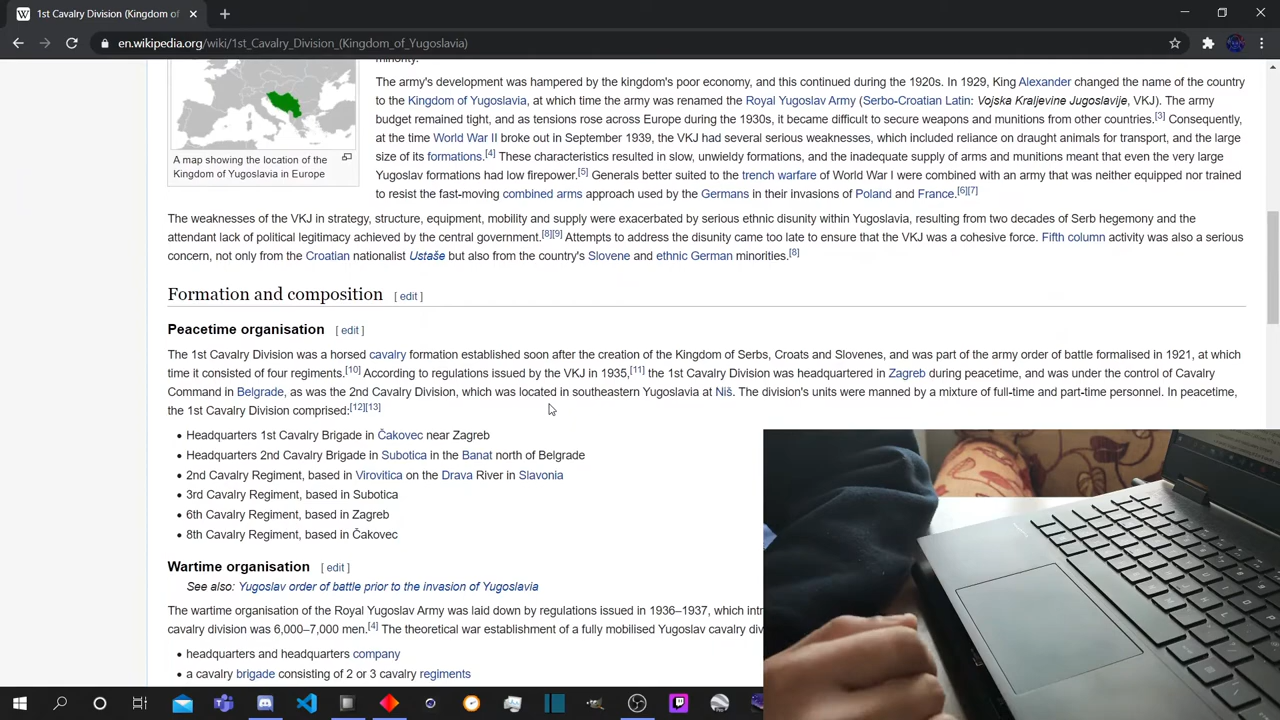 1st Cavalry Division (Kingdom of
en.wikipedia.org/wiki/1st_Cavalry_Division_(Kingdom_of_Yugoslavia)
minority.
The army's development was hampered by the kingdom's poor economy, and this continued during the 1920s. In 1929, King Alexander changed the name of the country
to the Kingdom of Yugoslavia, at which time the army was renamed the Royal Yugoslav Army (Serbo-Croatian Latin: Vojska Kraljevine Jugoslavije, VKJ). The army
budget remained tight, and as tensions rose across Europe during the 1930s, it became difficult to secure weapons and munitions from other countries.[3] Consequently,
at the time World War II broke out in September 1939, the VKJ had several serious weaknesses, which included reliance on draught animals for transport, and the large
size of its formations.[4] These characteristics resulted in slow, unwieldy formations, and the inadequate supply of arms and munitions meant that even the very large
Yugoslav formations had low firepower.[5] Generals better suited to the trench warfare of World War I were combined with an army that was neither equipped nor trained
to resist the fast-moving combined arms approach used by the Germans in their invasions of Poland and France.[6][7]
A map showing the location of the
Kingdom of Yugoslavia in Europe
The weaknesses of the VKJ in strategy, structure, equipment, mobility and supply were exacerbated by serious ethnic disunity within Yugoslavia, resulting from two decades of Serb hegemony and the
attendant lack of political legitimacy achieved by the central government.[8][9] Attempts to address the disunity came too late to ensure that the VKJ was a cohesive force. Fifth column activity was also a serious
concern, not only from the Croatian nationalist Ustaše but also from the country's Slovene and ethnic German minorities.[8]
Formation and composition [ edit ]
Peacetime organisation [ edit ]
The 1st Cavalry Division was a horsed cavalry formation established soon after the creation of the Kingdom of Serbs, Croats and Slovenes, and was part of the army order of battle formalised in 1921, at which
time it consisted of four regiments.[10] According to regulations issued by the VKJ in 1935,[11] the 1st Cavalry Division was headquartered in Zagreb during peacetime, and was under the control of Cavalry
Command in Belgrade, as was the 2nd Cavalry Division, which was located in southeastern Yugoslavia at Niš. The division's units were manned by a mixture of full-time and part-time personnel. In peacetime,
the 1st Cavalry Division comprised:[12][13]
• Headquarters 1st Cavalry Brigade in Čakovec near Zagreb
• Headquarters 2nd Cavalry Brigade in Subotica in the Banat north of Belgrade
• 2nd Cavalry Regiment, based in Virovitica on the Drava River in Slavonia
• 3rd Cavalry Regiment, based in Subotica
• 6th Cavalry Regiment, based in Zagreb
• 8th Cavalry Regiment, based in Čakovec
Wartime organisation [ edit ]
See also: Yugoslav order of battle prior to the invasion of Yugoslavia
The wartime organisation of the Royal Yugoslav Army was laid down by regulations issued in 1936–1937, which
cavalry division was 6,000–7,000 men.[4] The theoretical war establishment of a fully mobilised Yugoslav cavalry
• headquarters and headquarters company
• a cavalry brigade consisting of 2 or 3 cavalry regiments